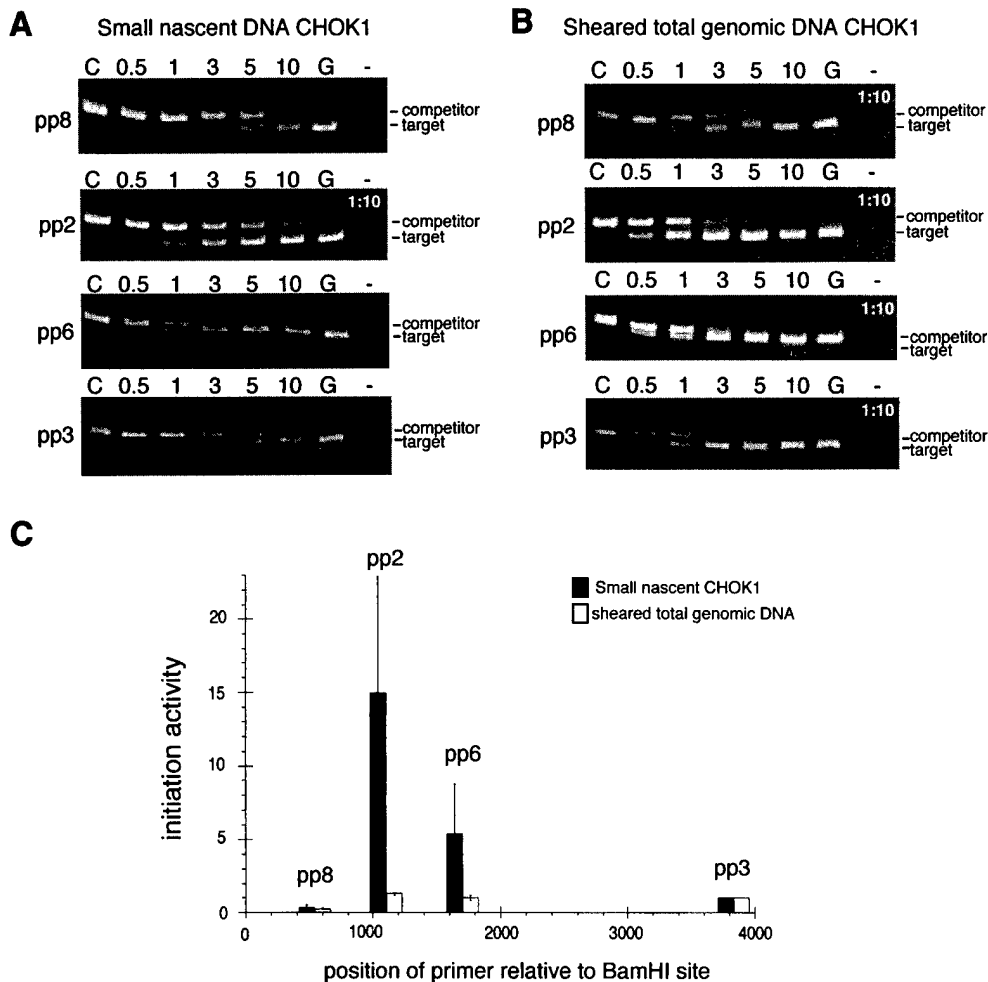 A Small nascent DNA CHOK1
C 0.5 1 3 5 10 G -
pp8
competitor
target
C 0.5 1 3 5 10 G -
1:10
pp2
competitor
target
C 0.5 1 3 5 10 G -
pp6
competitor
target
C 0.5 1 3 5 10 G -
pp3
competitor
target
B Sheared total genomic DNA CHOK1
C 0.5 1 3 5 10 G -
1:10
pp8
competitor
target
C 0.5 1 3 5 10 G -
1:10
pp2
competitor
target
C 0.5 1 3 5 10 G -
1:10
pp6
competitor
target
C 0.5 1 3 5 10 G -
1:10
pp3
competitor
target
C
pp2
Small nascent CHOK1
sheared total genomic DNA
20
15
10
5
0
initiation activity
pp6
pp8
pp3
0 1000 2000 3000 4000
position of primer relative to BamHI site